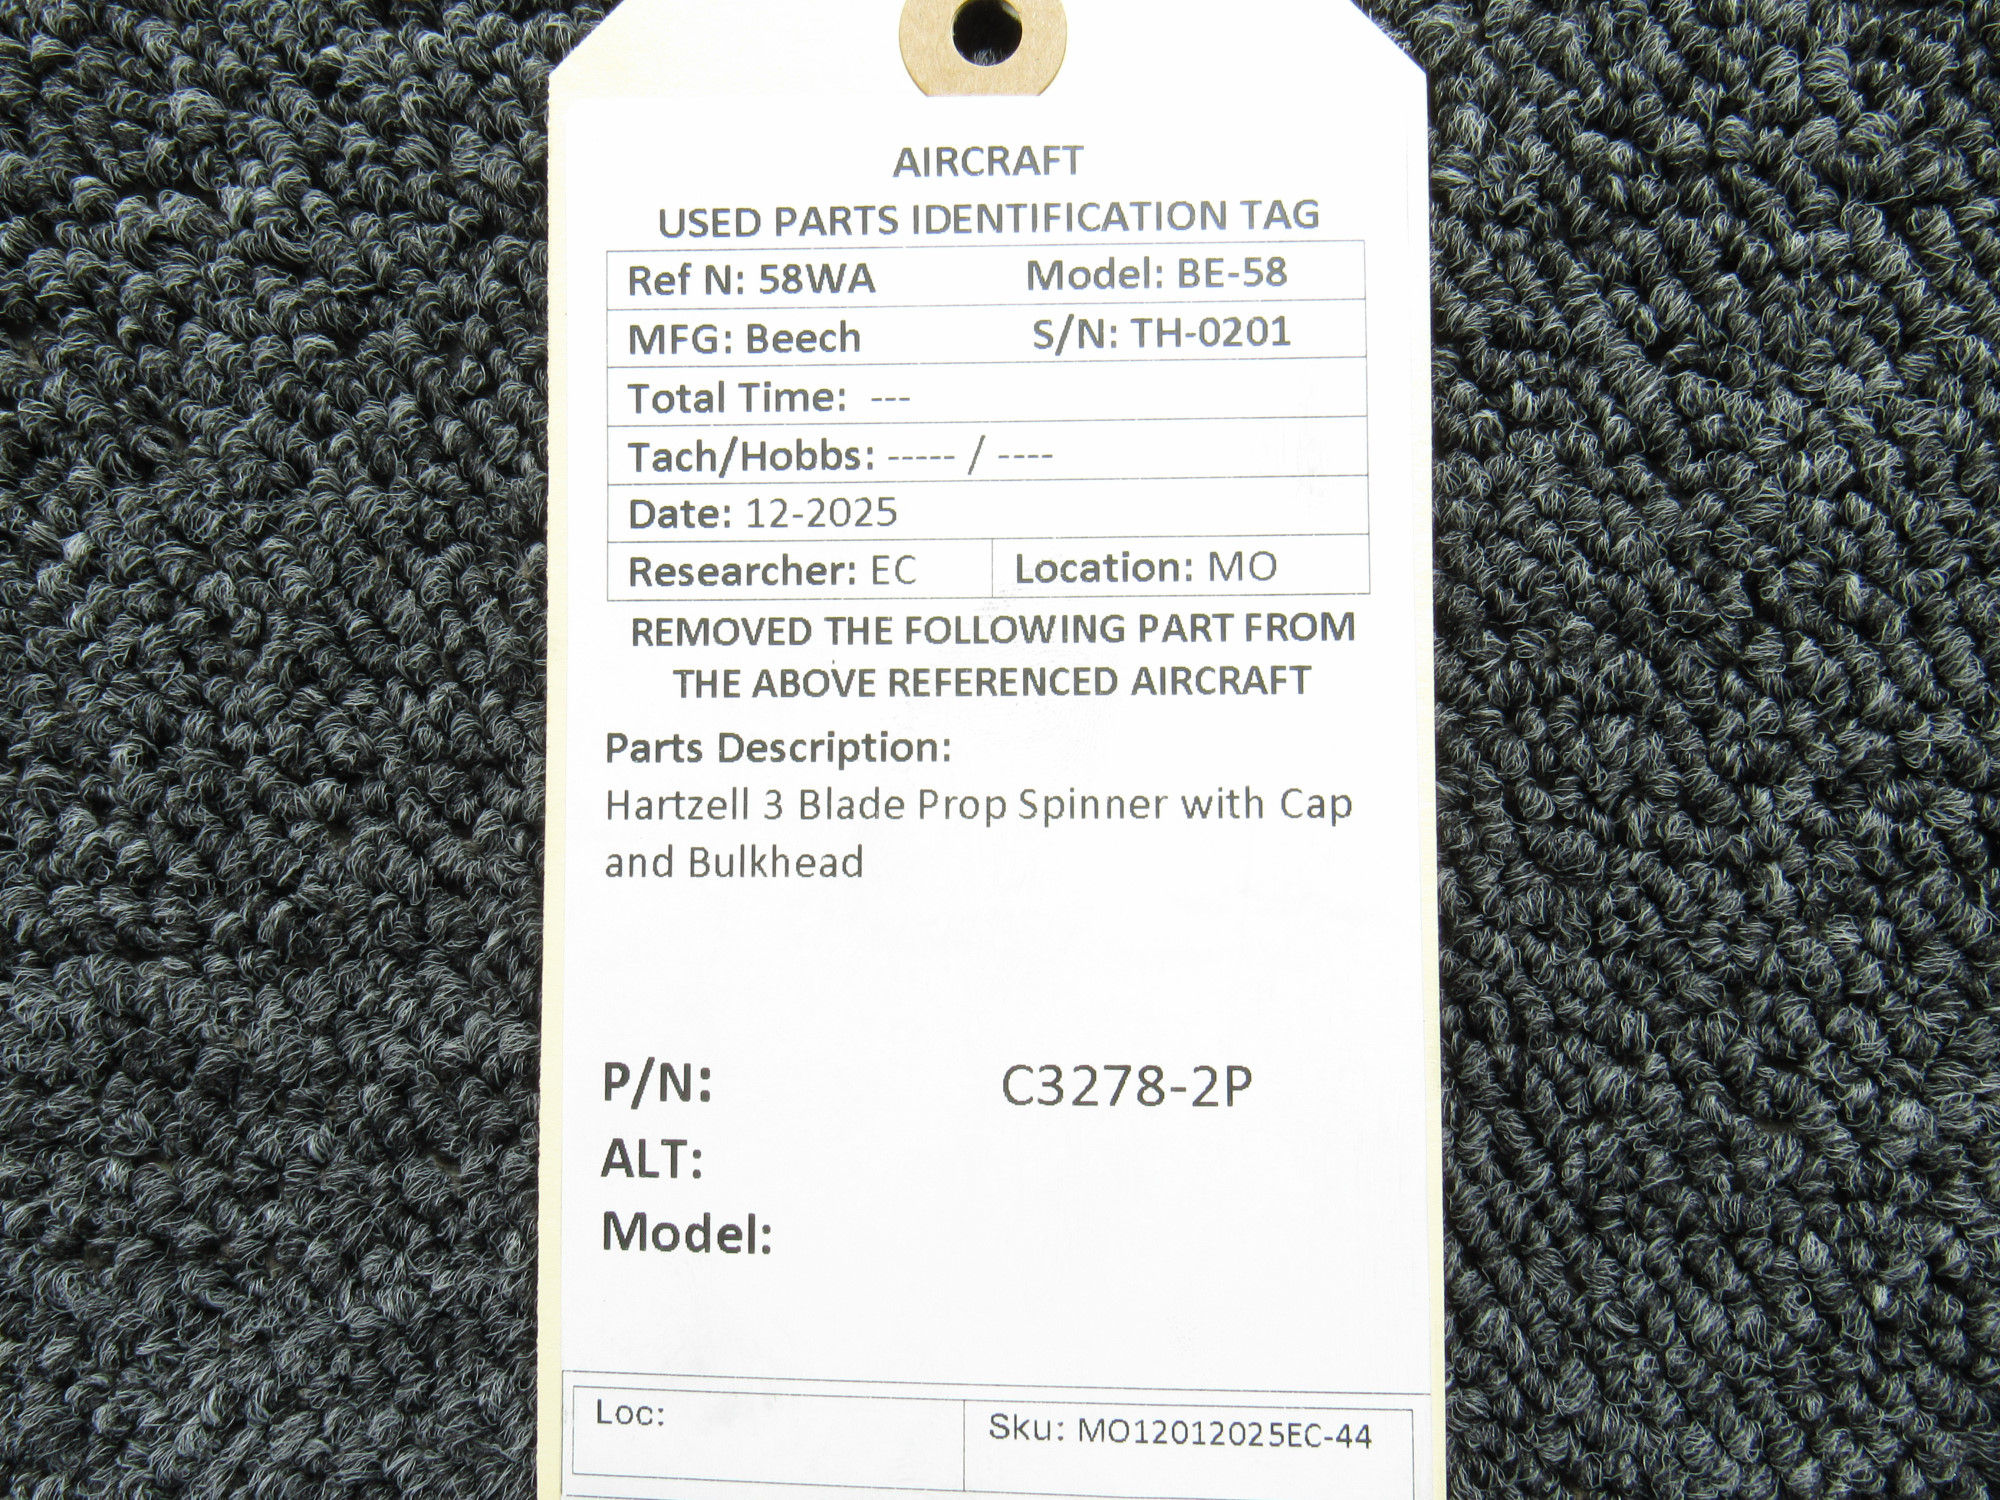 AIRCRAFT
USED PARTS IDENTIFICATION TAG
Ref N: 58WA Model: BE-58
MFG: Beech S/N: TH-0201
Total Time: ---
Tach/Hobbs: ----- / ----
Date: 12-2025
Researcher: EC Location: MO
REMOVED THE FOLLOWING PART FROM
THE ABOVE REFERENCED AIRCRAFT
Parts Description:
Hartzell 3 Blade Prop Spinner with Cap
and Bulkhead
P/N: C3278-2P
ALT:
Model:
Loc: Sku: MO12012025EC-44